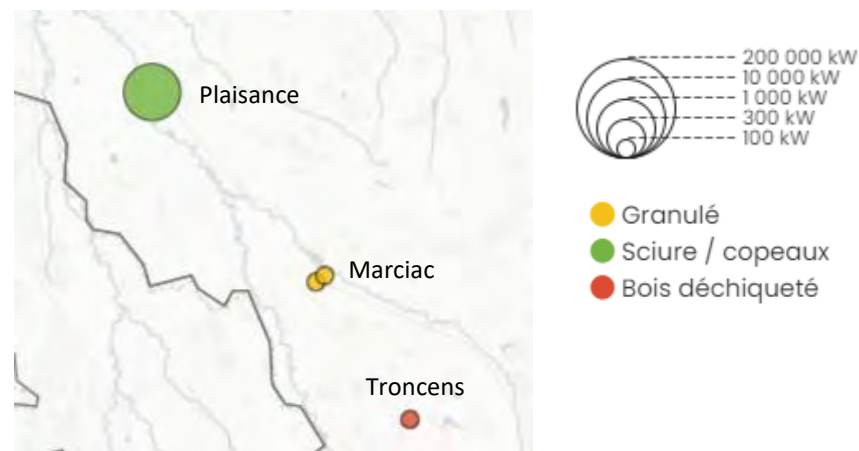 Plaisance
Marciac
Troncens
200 000 kW
10 000 kW
1 000 kW
300 kW
100 kW
Granulé
Sciure / copeaux
Bois déchiqueté